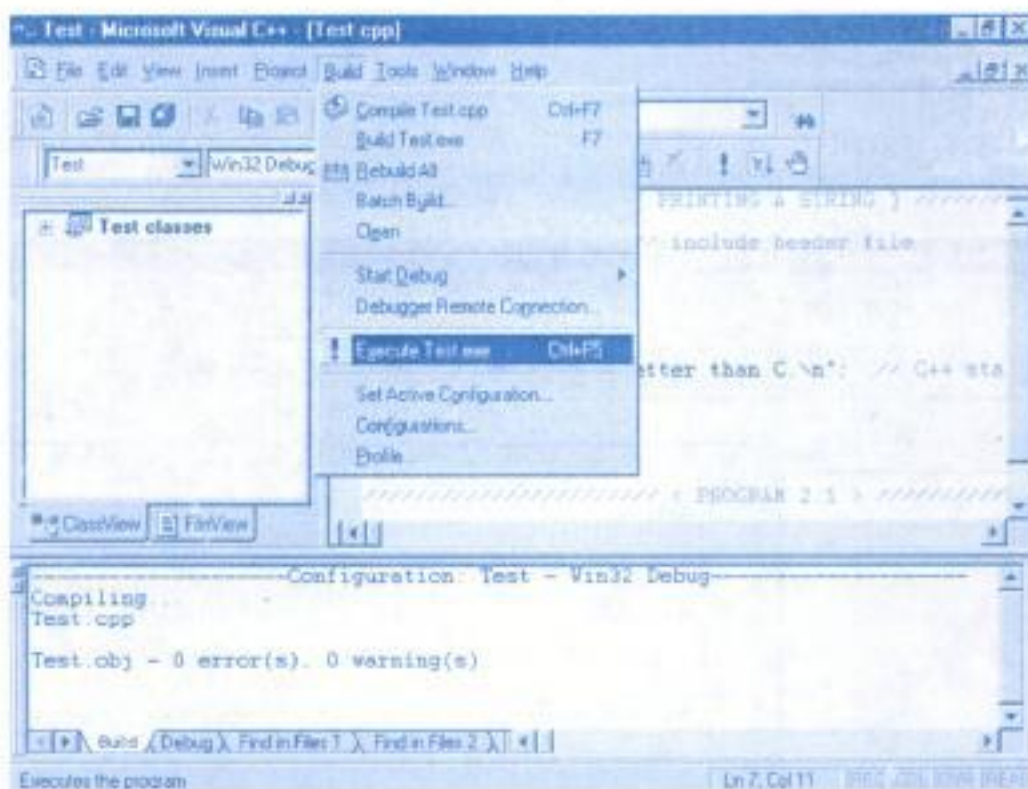 Test - Microsoft Visual C++ - [Test.cpp]
File Edit View Insert Project Build Tools Window Help
Compile Test.cpp Ctrl+F7
Build Test.exe F7
Rebuild All
Batch Build...
Clean
Start Debug
Debugger Remote Connection...
Execute Test.exe Ctrl+F5
Set Active Configuration...
Configurations...
Profile...
Test Win32 Debug
Test classes
PRINTING A STRING ] ///////
include header file
etter than C.\n"; // C++ sta
PROGRAM 2.1
ClassView FileView
--------------------Configuration: Test - Win32 Debug--------------------
Compiling...
Test.cpp
Test.obj - 0 error(s), 0 warning(s)
Build Debug Find in Files 1 Find in Files 2
Executes the program Ln 7, Col 11 REC COL OVR READ